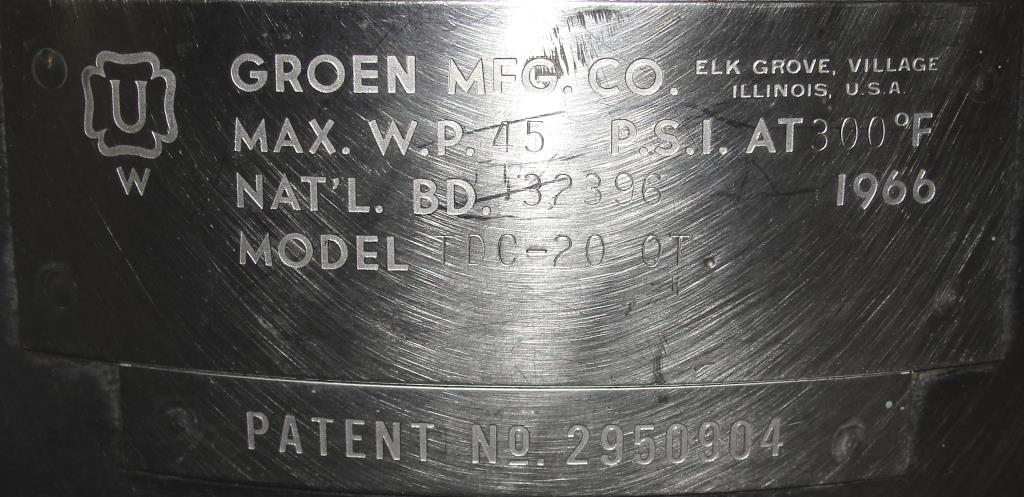 U
W
GROEN MFG. CO. ELK GROVE, VILLAGE
ILLINOIS, U.S.A.
MAX. W.P. 45 P.S.I. AT 300°F
NAT'L. BD. 1966
MODEL TDC-20 QT
PATENT NO. 2950904